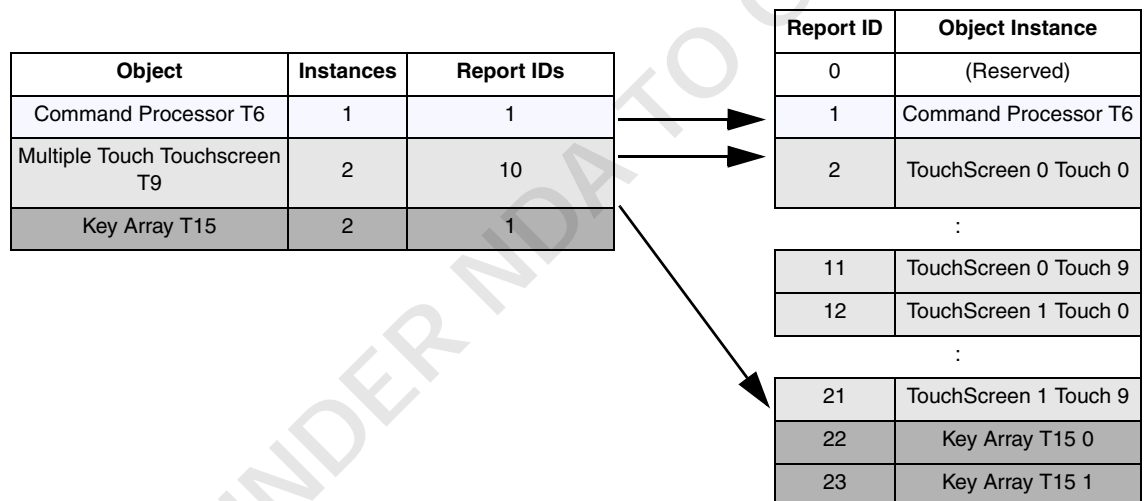 Object Instances Report IDs
Command Processor T6 1 1
Multiple Touch Touchscreen
T9 2 10
Key Array T15 2 1
Report ID Object Instance
0 (Reserved)
1 Command Processor T6
2 TouchScreen 0 Touch 0
:
11 TouchScreen 0 Touch 9
12 TouchScreen 1 Touch 0
:
21 TouchScreen 1 Touch 9
22 Key Array T15 0
23 Key Array T15 1
NDA TO